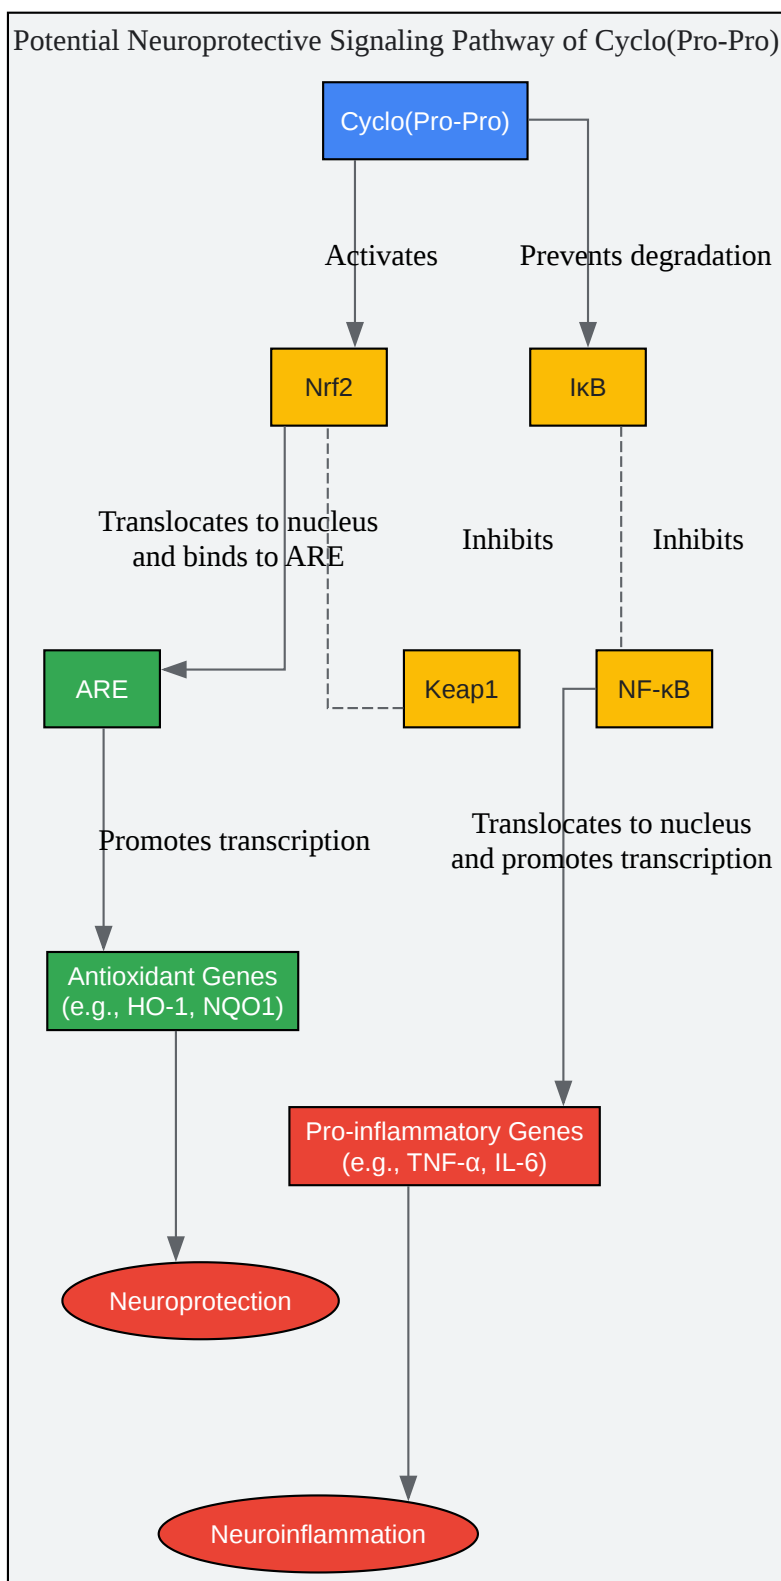 Potential Neuroprotective Signaling Pathway of Cyclo(Pro-Pro)
Cyclo(Pro-Pro)
Activates
Prevents degradation
Nrf2
IκB
Translocates to nucleus
and binds to ARE
Inhibits
Inhibits
ARE
Keap1
NF-κB
Promotes transcription
Translocates to nucleus
and promotes transcription
Antioxidant Genes
(e.g., HO-1, NQO1)
Pro-inflammatory Genes
(e.g., TNF-α, IL-6)
Neuroprotection
Neuroinflammation